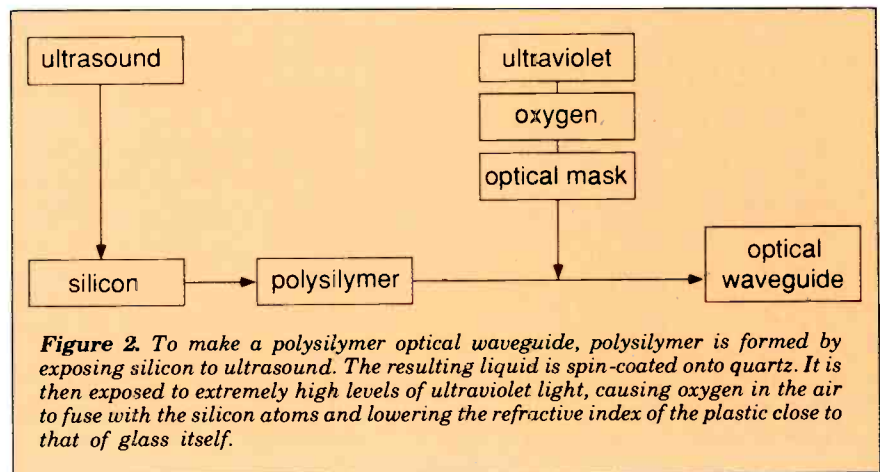 ultrasound
ultraviolet
oxygen
optical mask
silicon
polysilymer
optical
waveguide
Figure 2. To make a polysilymer optical waveguide, polysilymer is formed by
exposing silicon to ultrasound. The resulting liquid is spin-coated onto quartz. It is
then exposed to extremely high levels of ultraviolet light, causing oxygen in the air
to fuse with the silicon atoms and lowering the refractive index of the plastic close to
that of glass itself.